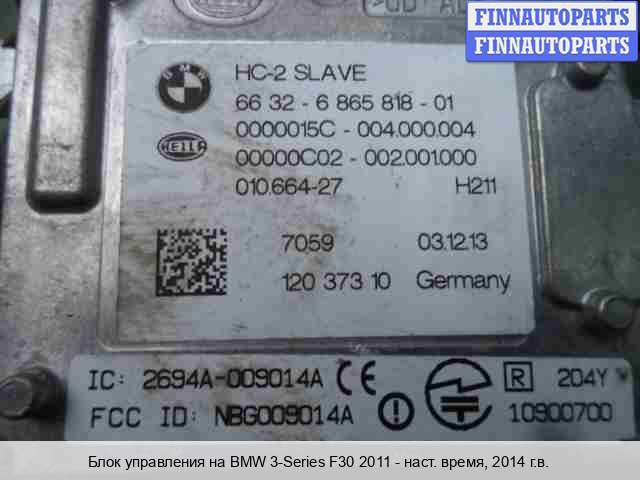 FINNAUTOPARTS
FINNAUTOPARTS
BMW
HC-2 SLAVE
66 32 - 6 865 818 - 01
0000015C - 004.000.004
HELLA
00000C02 - 002.001.000
010.664-27 H211
7059 03.12.13
120 373 10 Germany
IC: 2694A-009014A CE R 204Y
FCC ID: NBG009014A 10900700
Блок управления на BMW 3-Series F30 2011 - наст. время, 2014 г.в.